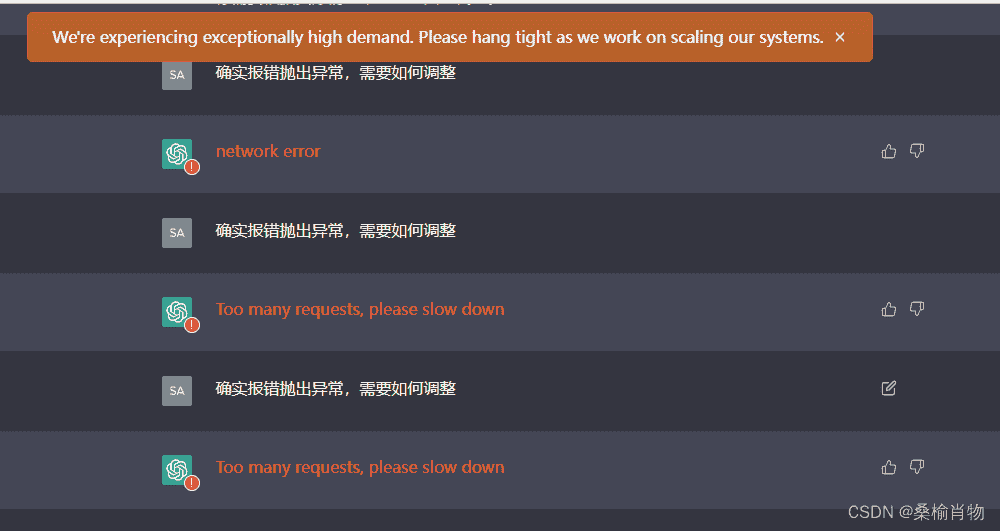 We're experiencing exceptionally high demand. Please hang tight as we work on scaling our systems. ×
SA 确实报错抛出异常，需要如何调整
network error
SA 确实报错抛出异常，需要如何调整
Too many requests, please slow down
SA 确实报错抛出异常，需要如何调整
Too many requests, please slow down
CSDN @桑榆肖物